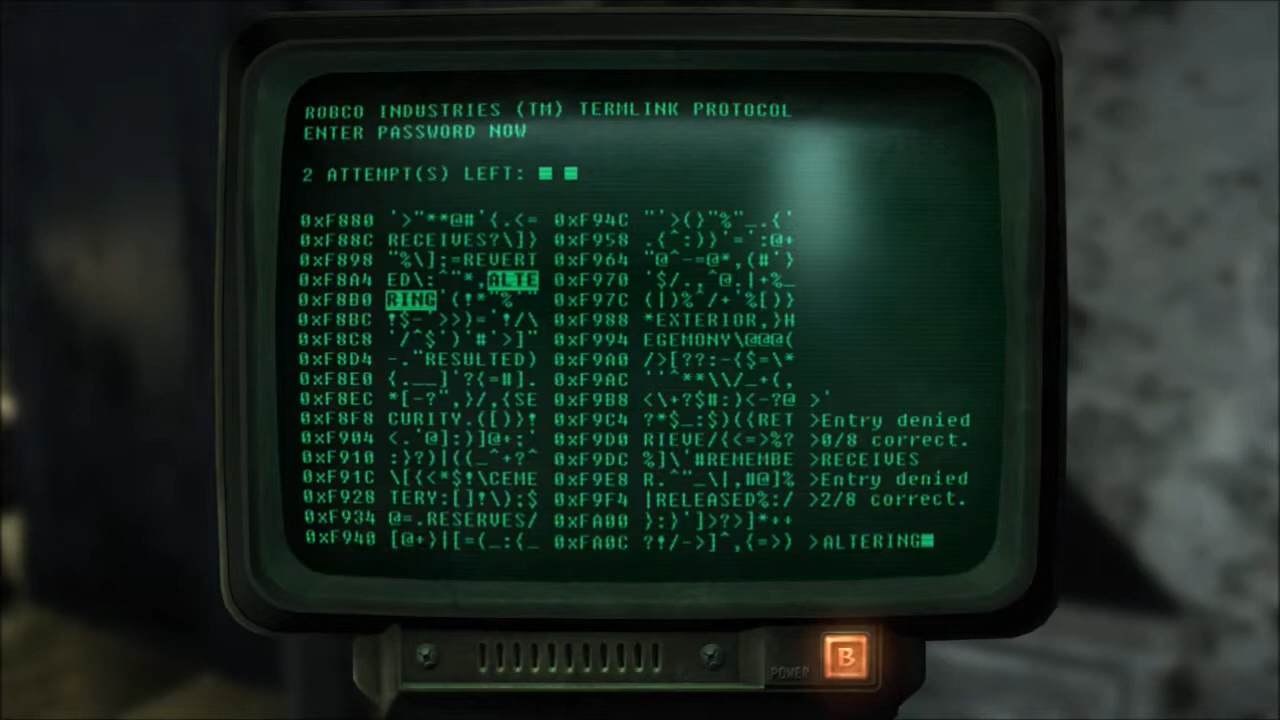 ROBCO INDUSTRIES (TM) TERMLINK PROTOCOL
ENTER PASSWORD NOW
2 ATTEMPT(S) LEFT:
0xF880 '>"**@#'{.<= 0xF94C "'>(}"%"_.{'
0xF88C RECEIVES?\]} 0xF958 .{^:)}'=':@+
0xF898 "%\]:=REVERT 0xF964 "@^-=@*,(#'}
0xF8A4 ED\:^"*,ALTE 0xF970 '$/.,^@.|+%_
0xF8B0 RING'(!*"%'" 0xF97C (|)%^/+'%[)}
0xF8BC !$-,>>)='!/\ 0xF988 *EXTERIOR,}H
0xF8C8 '/^$')'#'>]" 0xF994 EGEMONY\@@@(
0xF8D4 -."RESULTED) 0xF9A0 />[??:-{$=\*
0xF8E0 {.__]'?{=#]. 0xF9AC ''^**\\/_+(,
0xF8EC *[-?",}/,{SE 0xF9B8 <\+?$#:)<-?@ >'
0xF8F8 CURITY.([)}! 0xF9C4 ?*$_:$)({RET >Entry denied
0xF904 <.'@]:)]@+;' 0xF9D0 RIEVE/{<=>%? >0/8 correct.
0xF910 :}?)|((_^+?^ 0xF9DC %]\'#REMEMBE >RECEIVES
0xF91C \[{<*$!\CEME 0xF9E8 R.^"_\|,#@]% >Entry denied
0xF928 TERY:[]!\);$ 0xF9F4 |RELEASED%:/ >2/8 correct.
0xF934 @=.RESERVES/ 0xFA00 }:}']>?>]*++
0xF940 [@+}|[=(_:{_ 0xFA0C ?!/->]^,{=>) >ALTERING
POWER
B